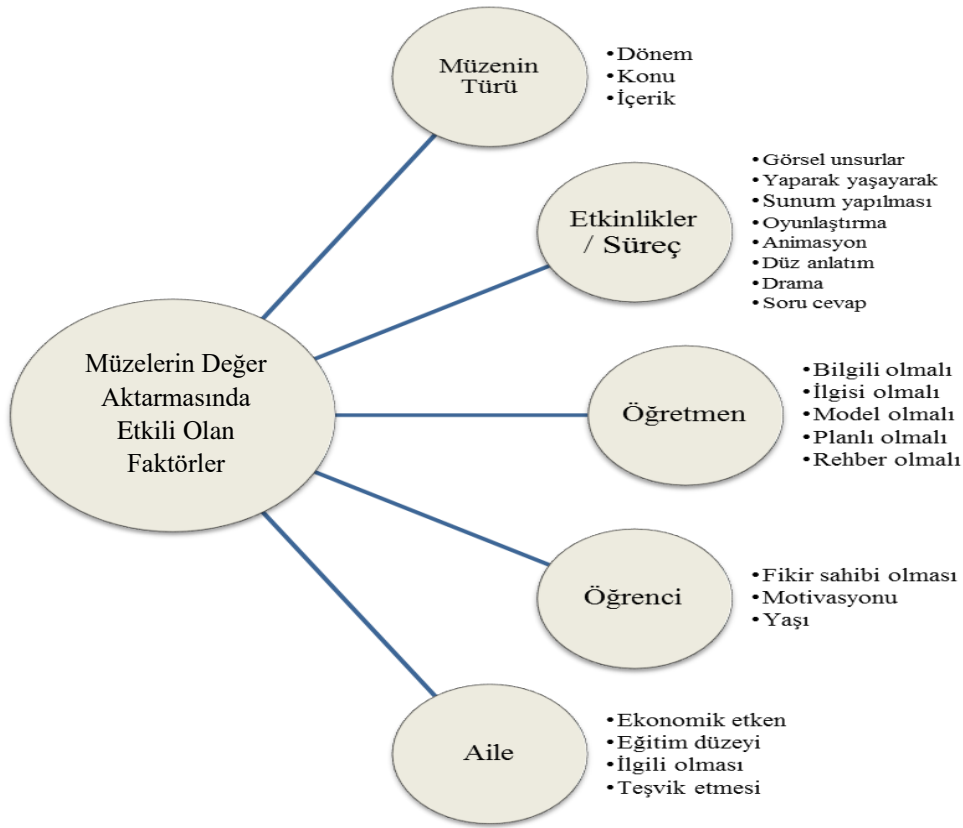 Müzelerin Değer
Aktarmasında
Etkili Olan
Faktörler
Müzenin
Türü
•Dönem
•Konu
•İçerik
Etkinlikler
/ Süreç
•Görsel unsurlar
•Yaparak yaşayarak
•Sunum yapılması
•Oyunlaştırma
•Animasyon
•Düz anlatım
•Drama
•Soru cevap
Öğretmen
•Bilgili olmalı
•İlgisi olmalı
•Model olmalı
•Planlı olmalı
•Rehber olmalı
Öğrenci
•Fikir sahibi olması
•Motivasyonu
•Yaşı
Aile
•Ekonomik etken
•Eğitim düzeyi
•İlgili olması
•Teşvik etmesi